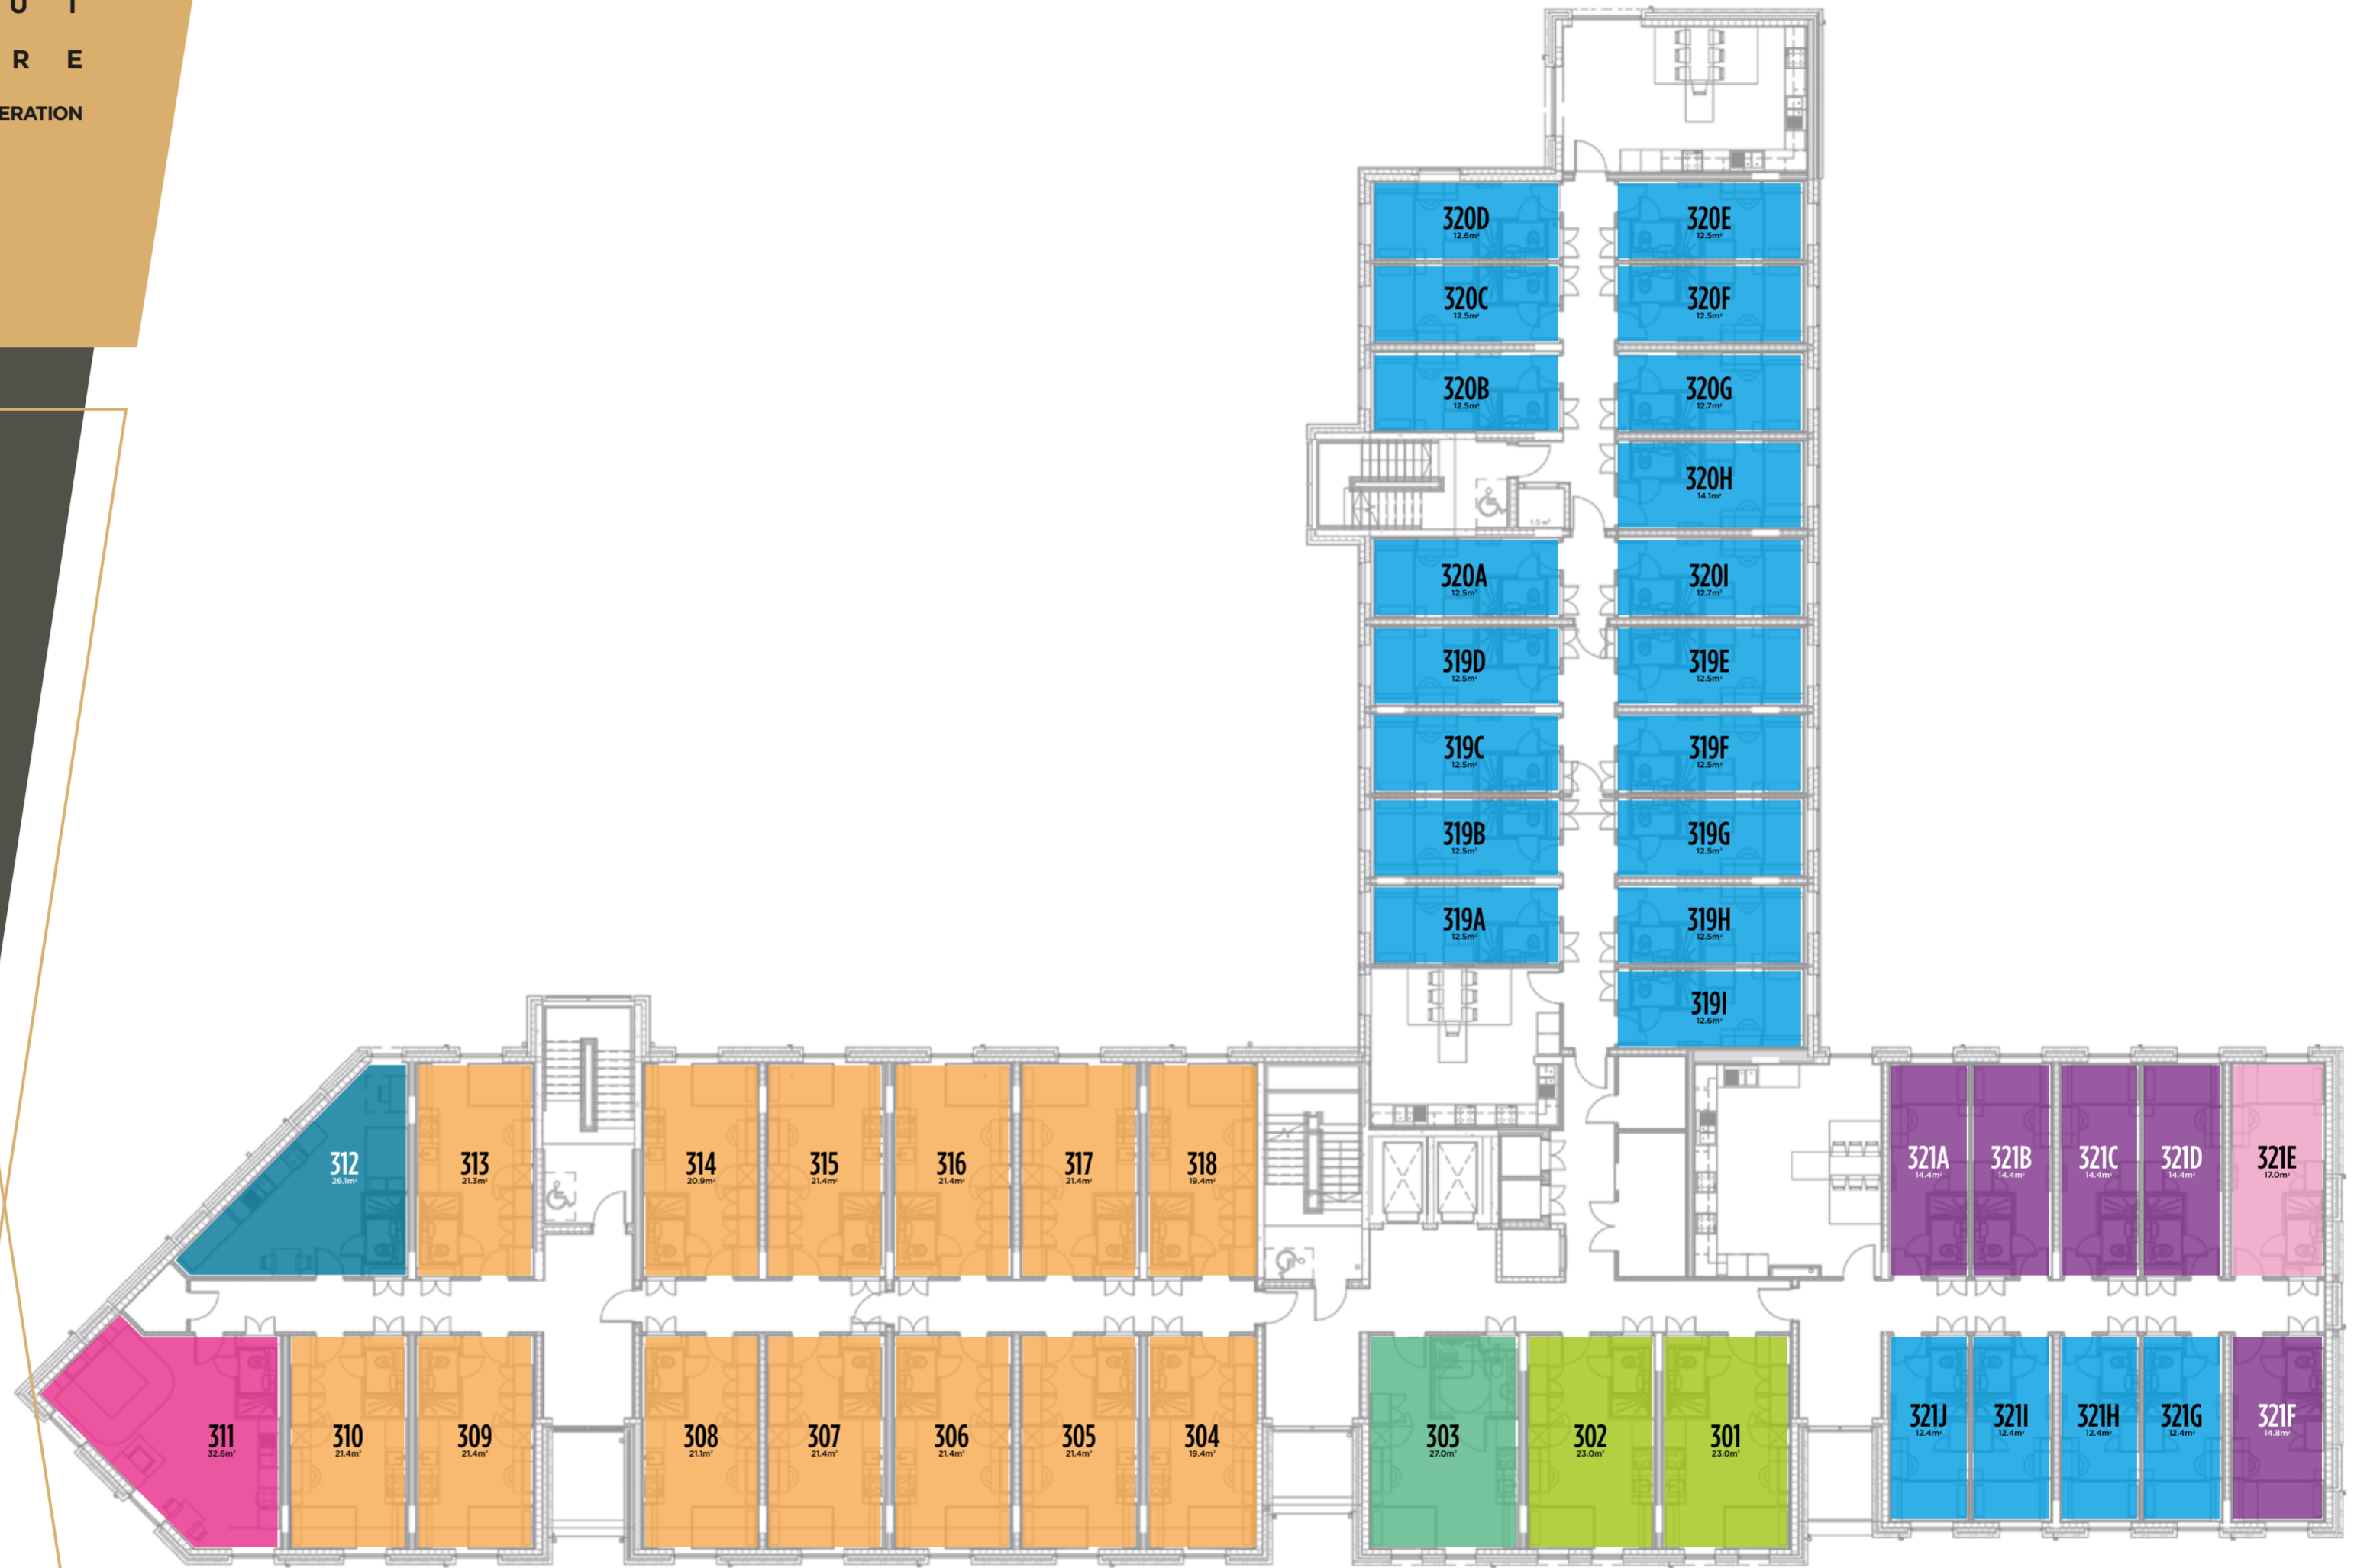 U I
R E
ERATION
320D
12.6m²
320E
12.5m²
320C
12.5m²
320F
12.5m²
320B
12.5m²
320G
12.7m²
320H
14.1m²
1.5 m²
320A
12.5m²
320I
12.7m²
319D
12.5m²
319E
12.5m²
319C
12.5m²
319F
12.5m²
319B
12.5m²
319G
12.5m²
319A
12.5m²
319H
12.5m²
319I
12.6m²
312
26.1m²
313
21.3m²
314
20.9m²
315
21.4m²
316
21.4m²
317
21.4m²
318
19.4m²
321A
14.4m²
321B
14.4m²
321C
14.4m²
321D
14.4m²
321E
17.0m²
311
32.6m²
310
21.4m²
309
21.4m²
308
21.1m²
307
21.4m²
306
21.4m²
305
21.4m²
304
19.4m²
303
27.0m²
302
23.0m²
301
23.0m²
321J
12.4m²
321I
12.4m²
321H
12.4m²
321G
12.4m²
321F
14.8m²